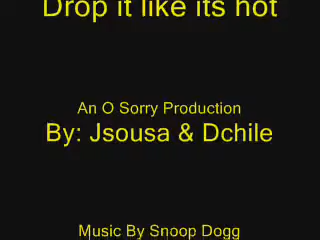 Drop it like its hot
An O Sorry Production
By: Jsousa & Dchile
Music By Snoop Dogg